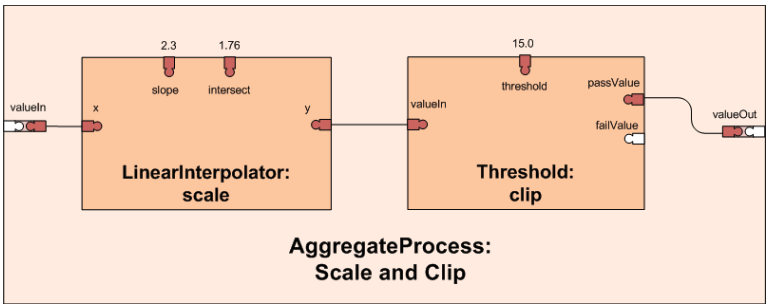 2.3 1.76
slope intersect
valueIn
x
y
LinearInterpolator:
scale
15.0
threshold
valueIn
passValue
failValue
valueOut
Threshold:
clip
AggregateProcess:
Scale and Clip